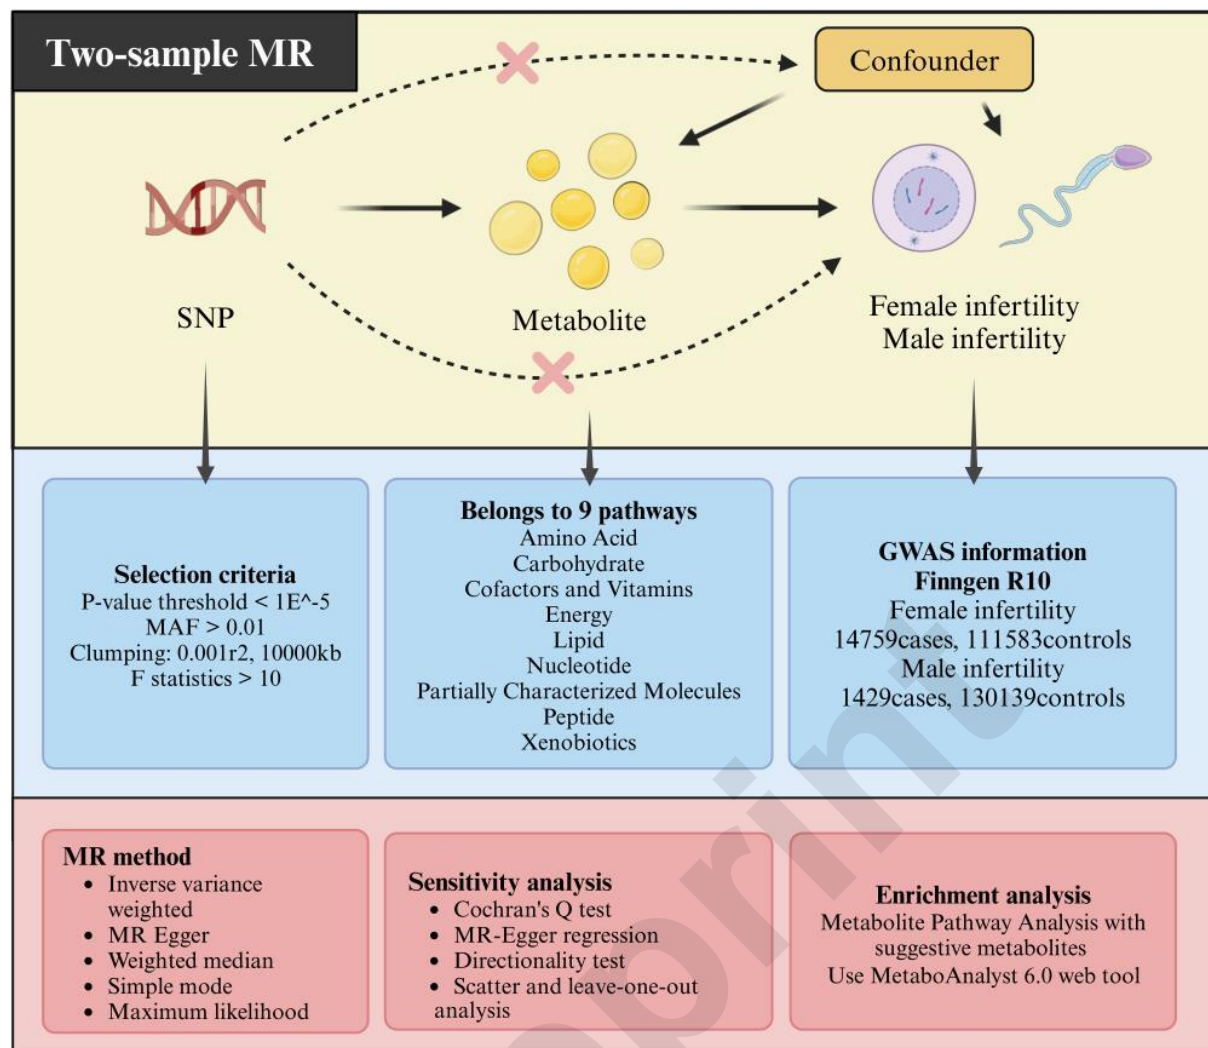 Two-sample MR
Confounder
SNP
Metabolite
Female infertility
Male infertility
Selection criteria
P-value threshold < 1E^-5
MAF > 0.01
Clumping: 0.001r2, 10000kb
F statistics > 10
Belongs to 9 pathways
Amino Acid
Carbohydrate
Cofactors and Vitamins
Energy
Lipid
Nucleotide
Partially Characterized Molecules
Peptide
Xenobiotics
GWAS information
Finngen R10
Female infertility
14759cases, 111583controls
Male infertility
1429cases, 130139controls
MR method
• Inverse variance
weighted
• MR Egger
• Weighted median
• Simple mode
• Maximum likelihood
Sensitivity analysis
• Cochran's Q test
• MR-Egger regression
• Directionality test
• Scatter and leave-one-out
analysis
Enrichment analysis
Metabolite Pathway Analysis with
suggestive metabolites
Use MetaboAnalyst 6.0 web tool